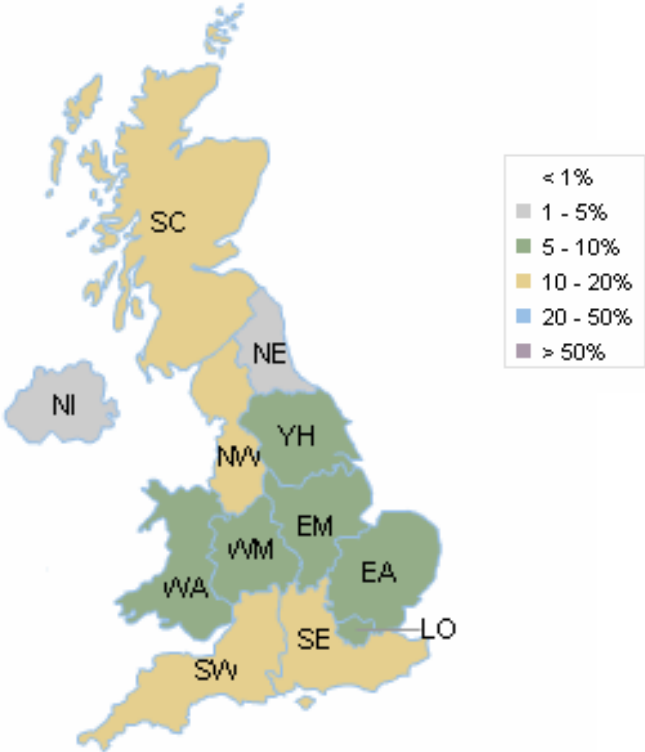 SC
< 1%
1 - 5%
5 - 10%
10 - 20%
20 - 50%
> 50%
NE
NI
YH
NW
EM
WM
EA
WA
LO
SE
SW